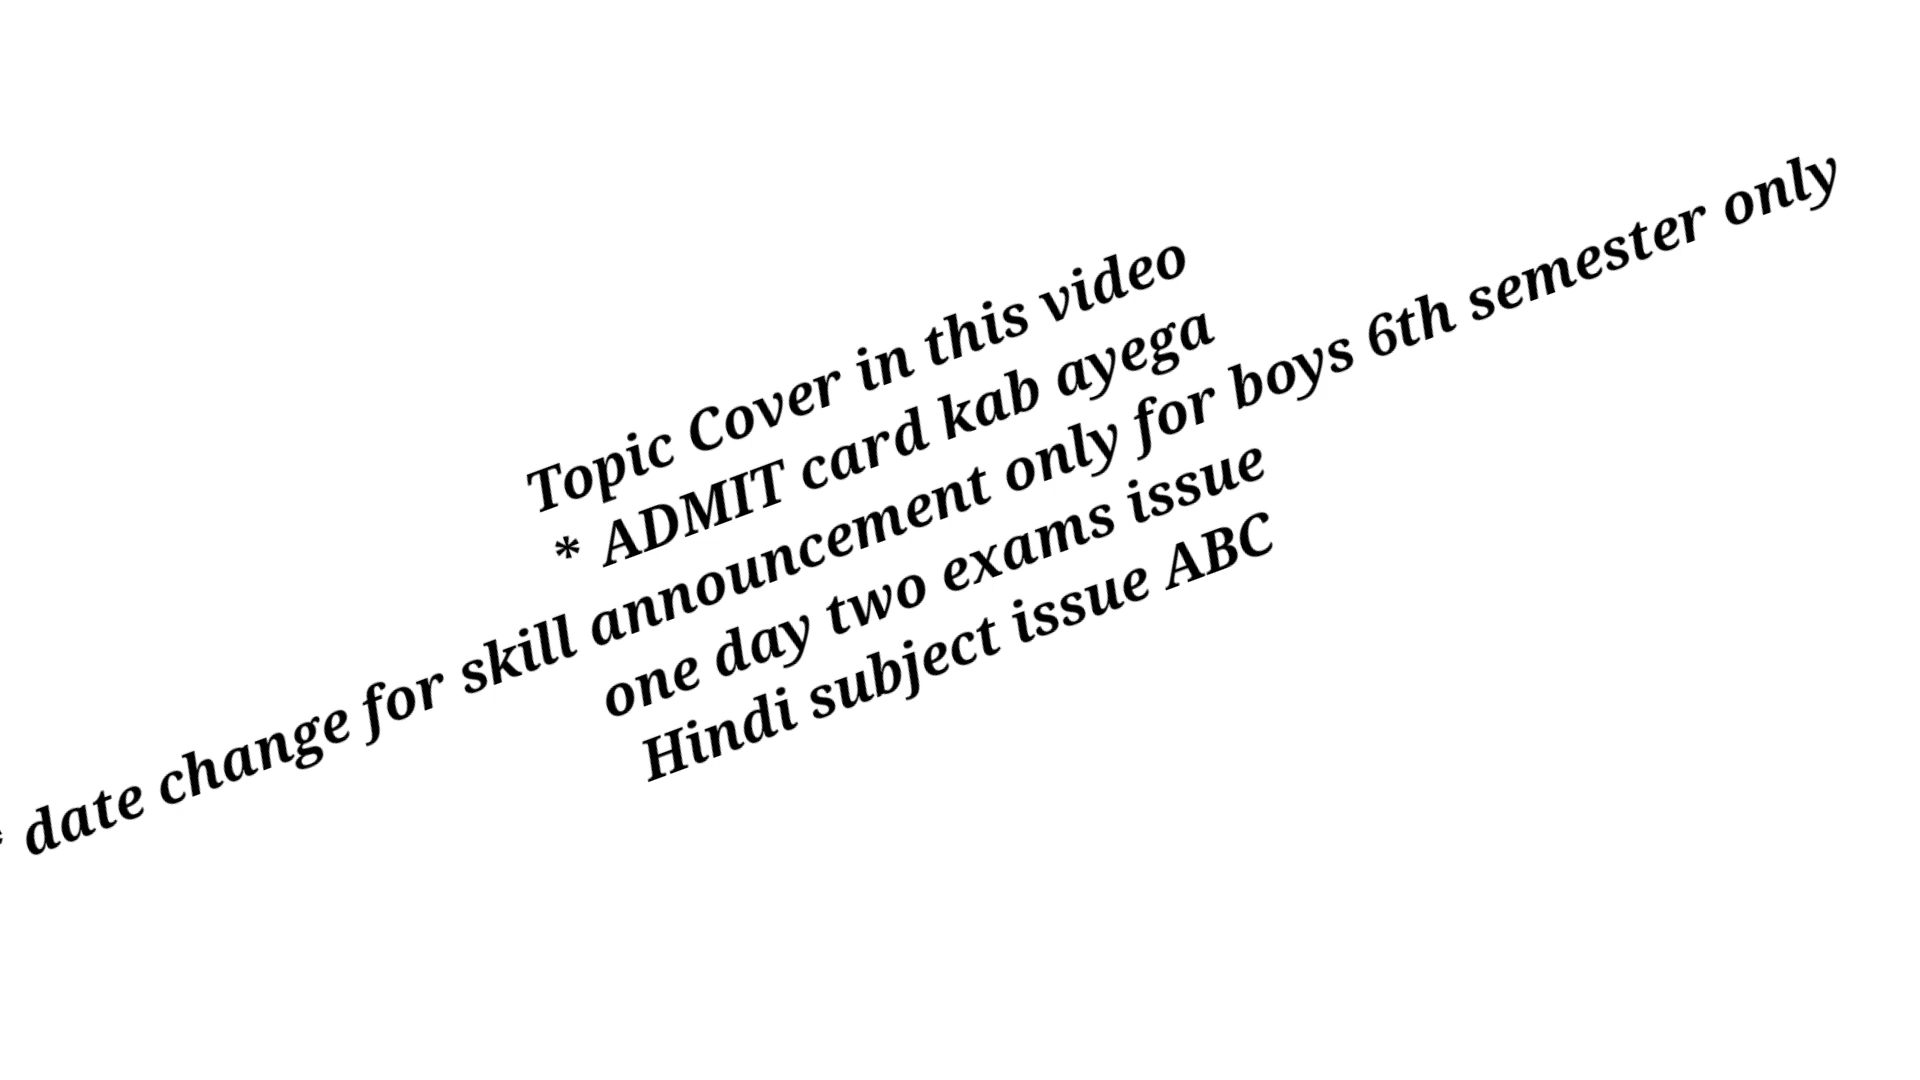 Topic Cover in this video
* ADMIT card kab ayega
* date change for skill announcement only for boys 6th semester only
one day two exams issue
Hindi subject issue ABC